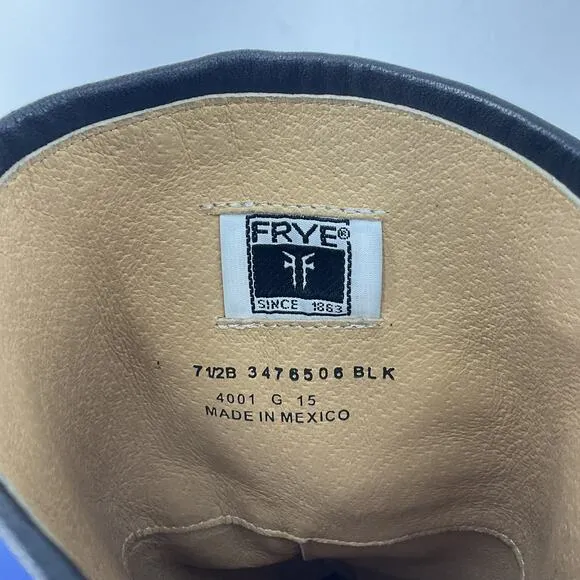 FRYE®
SINCE 1863
7 1/2B 3476506 BLK
4001 G 15
MADE IN MEXICO